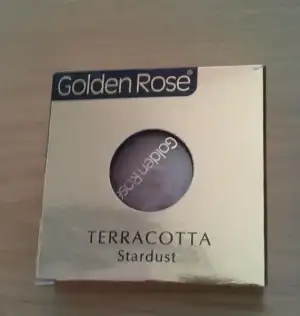 Golden Rose®
Golden Rose
TERRACOTTA
Stardust